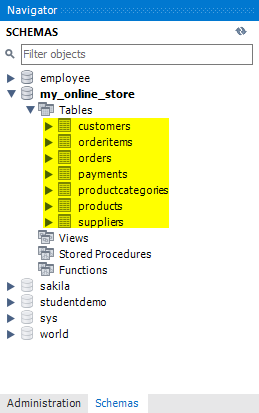 Navigator
SCHEMAS
Filter objects
employee
my_online_store
Tables
customers
orderitems
orders
payments
productcategories
products
suppliers
Views
Stored Procedures
Functions
sakila
studentdemo
sys
world
Administration Schemas